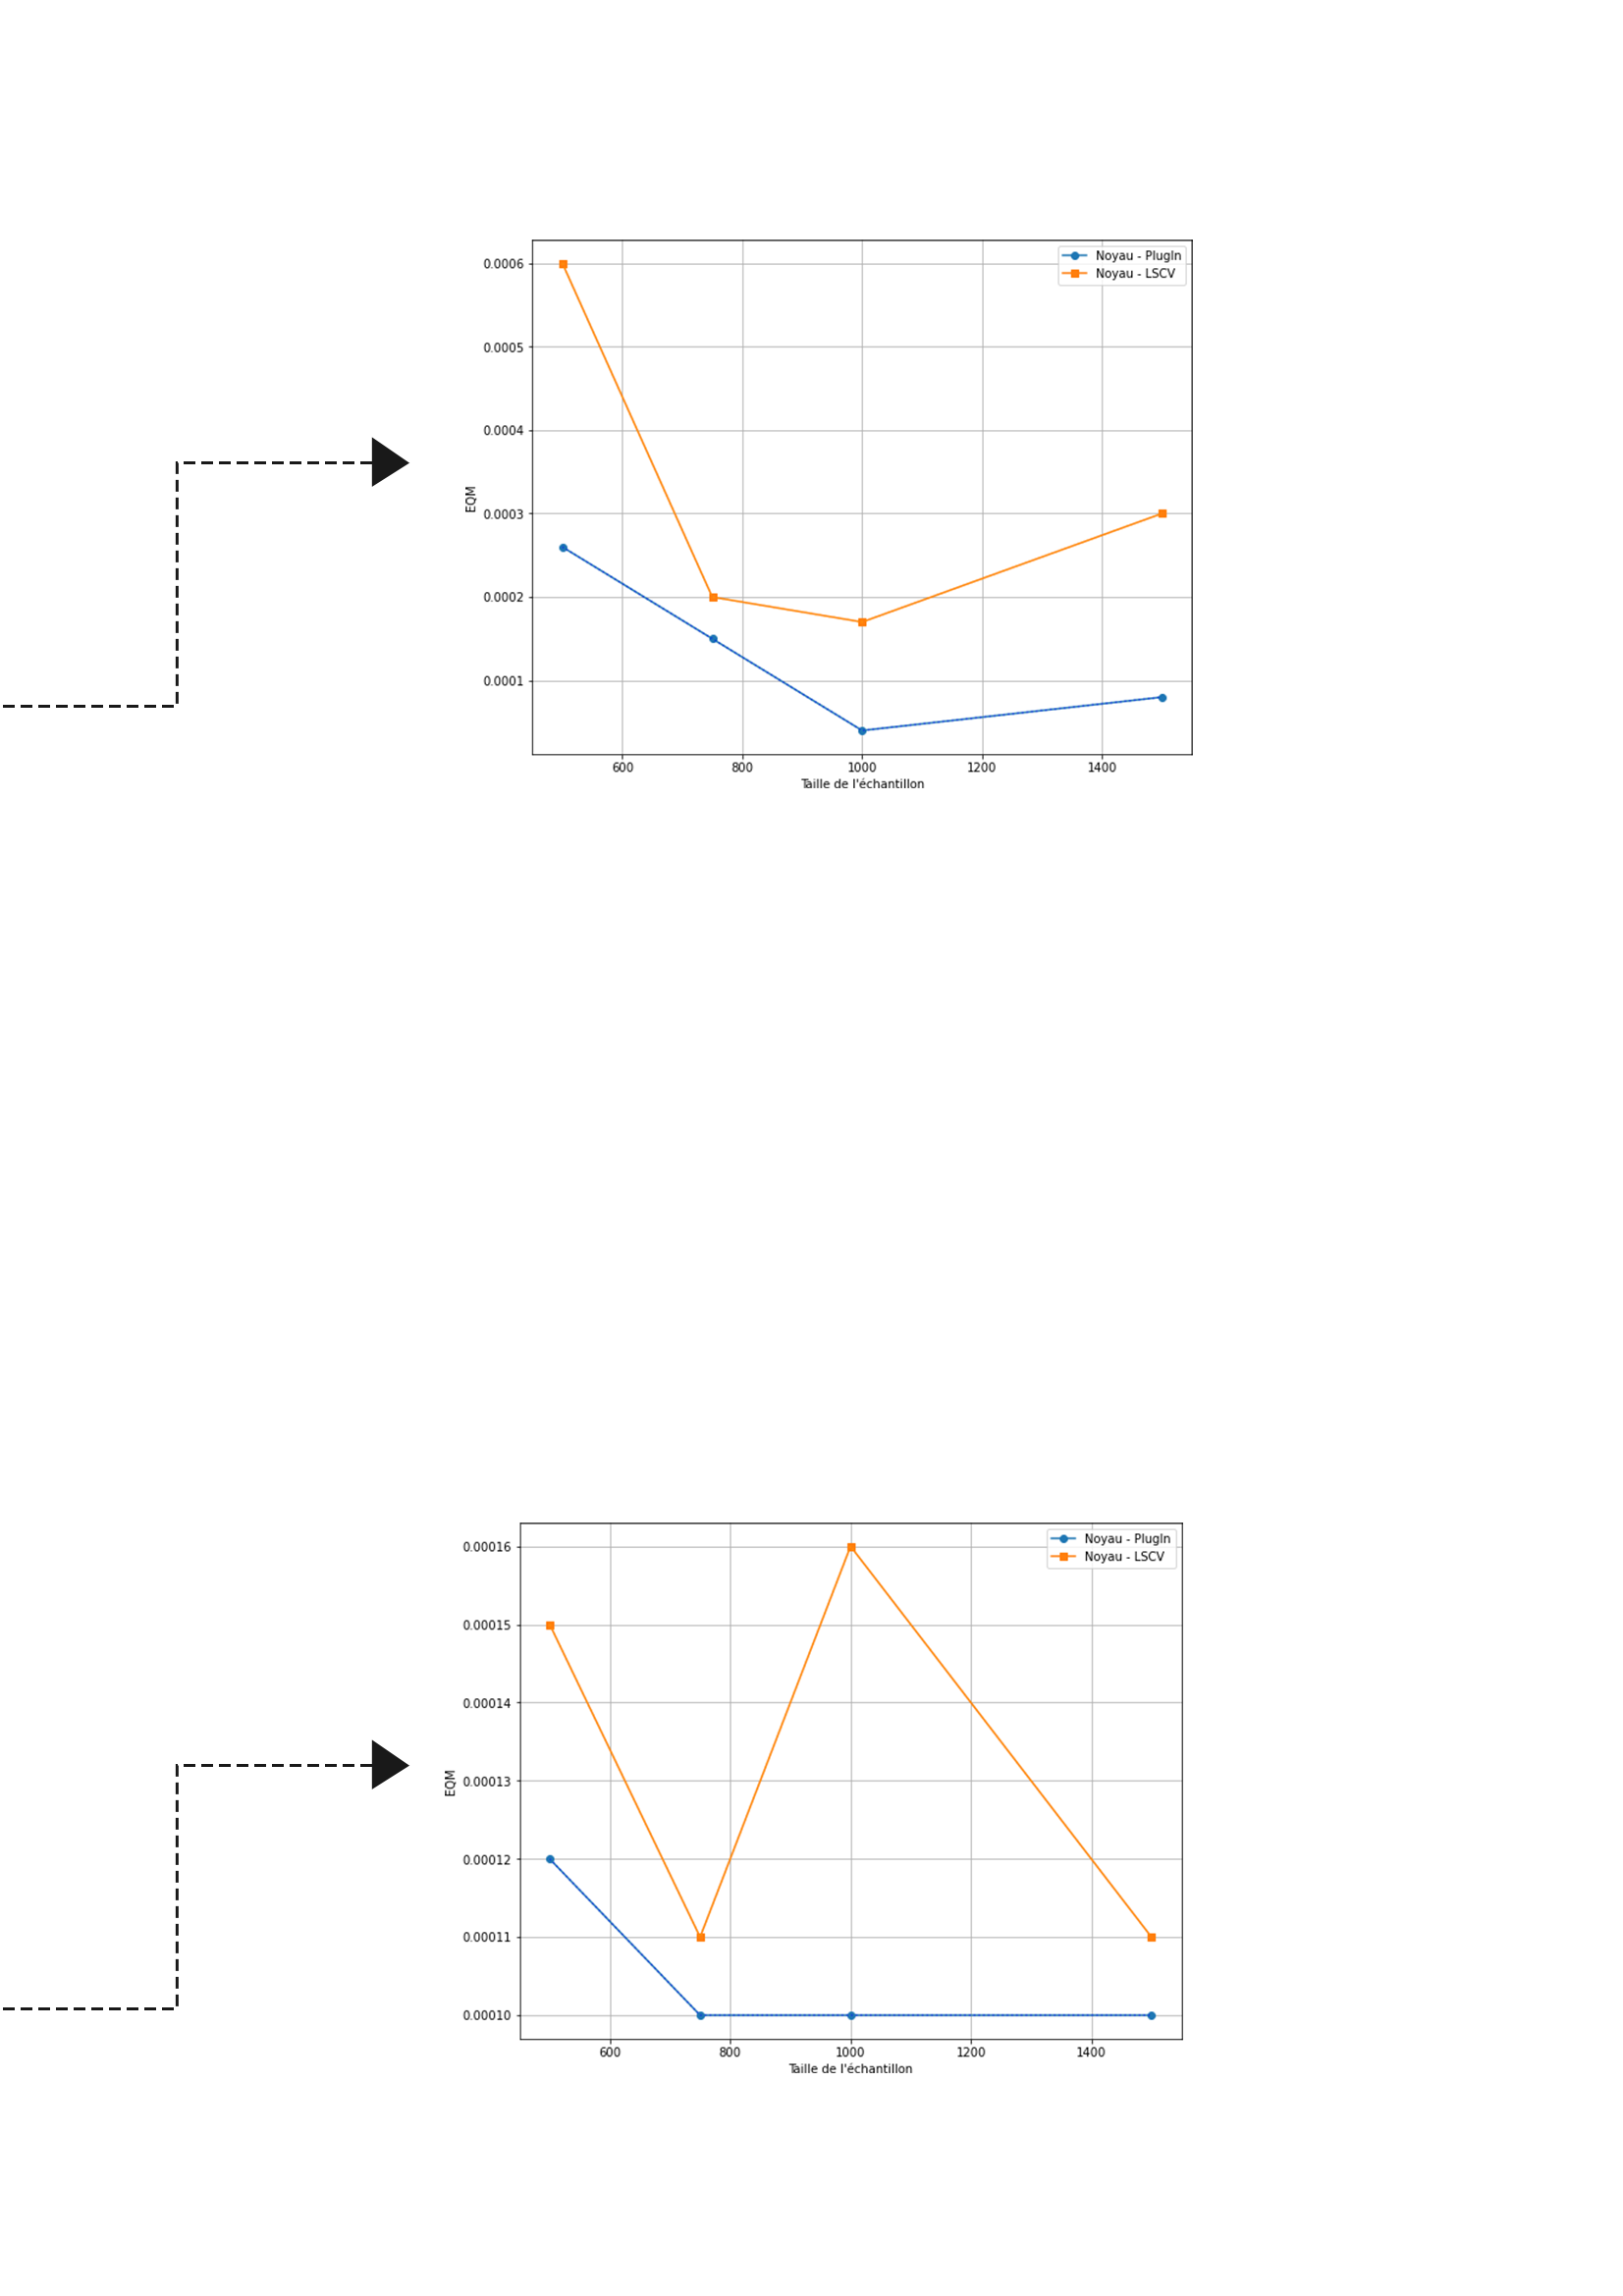 Noyau - PlugIn
Noyau - LSCV
0.0006
0.0005
0.0004
0.0003
0.0002
0.0001
EQM
600 800 1000 1200 1400
Taille de l'échantillon
Noyau - PlugIn
Noyau - LSCV
0.00016
0.00015
0.00014
0.00013
0.00012
0.00011
0.00010
EQM
600 800 1000 1200 1400
Taille de l'échantillon